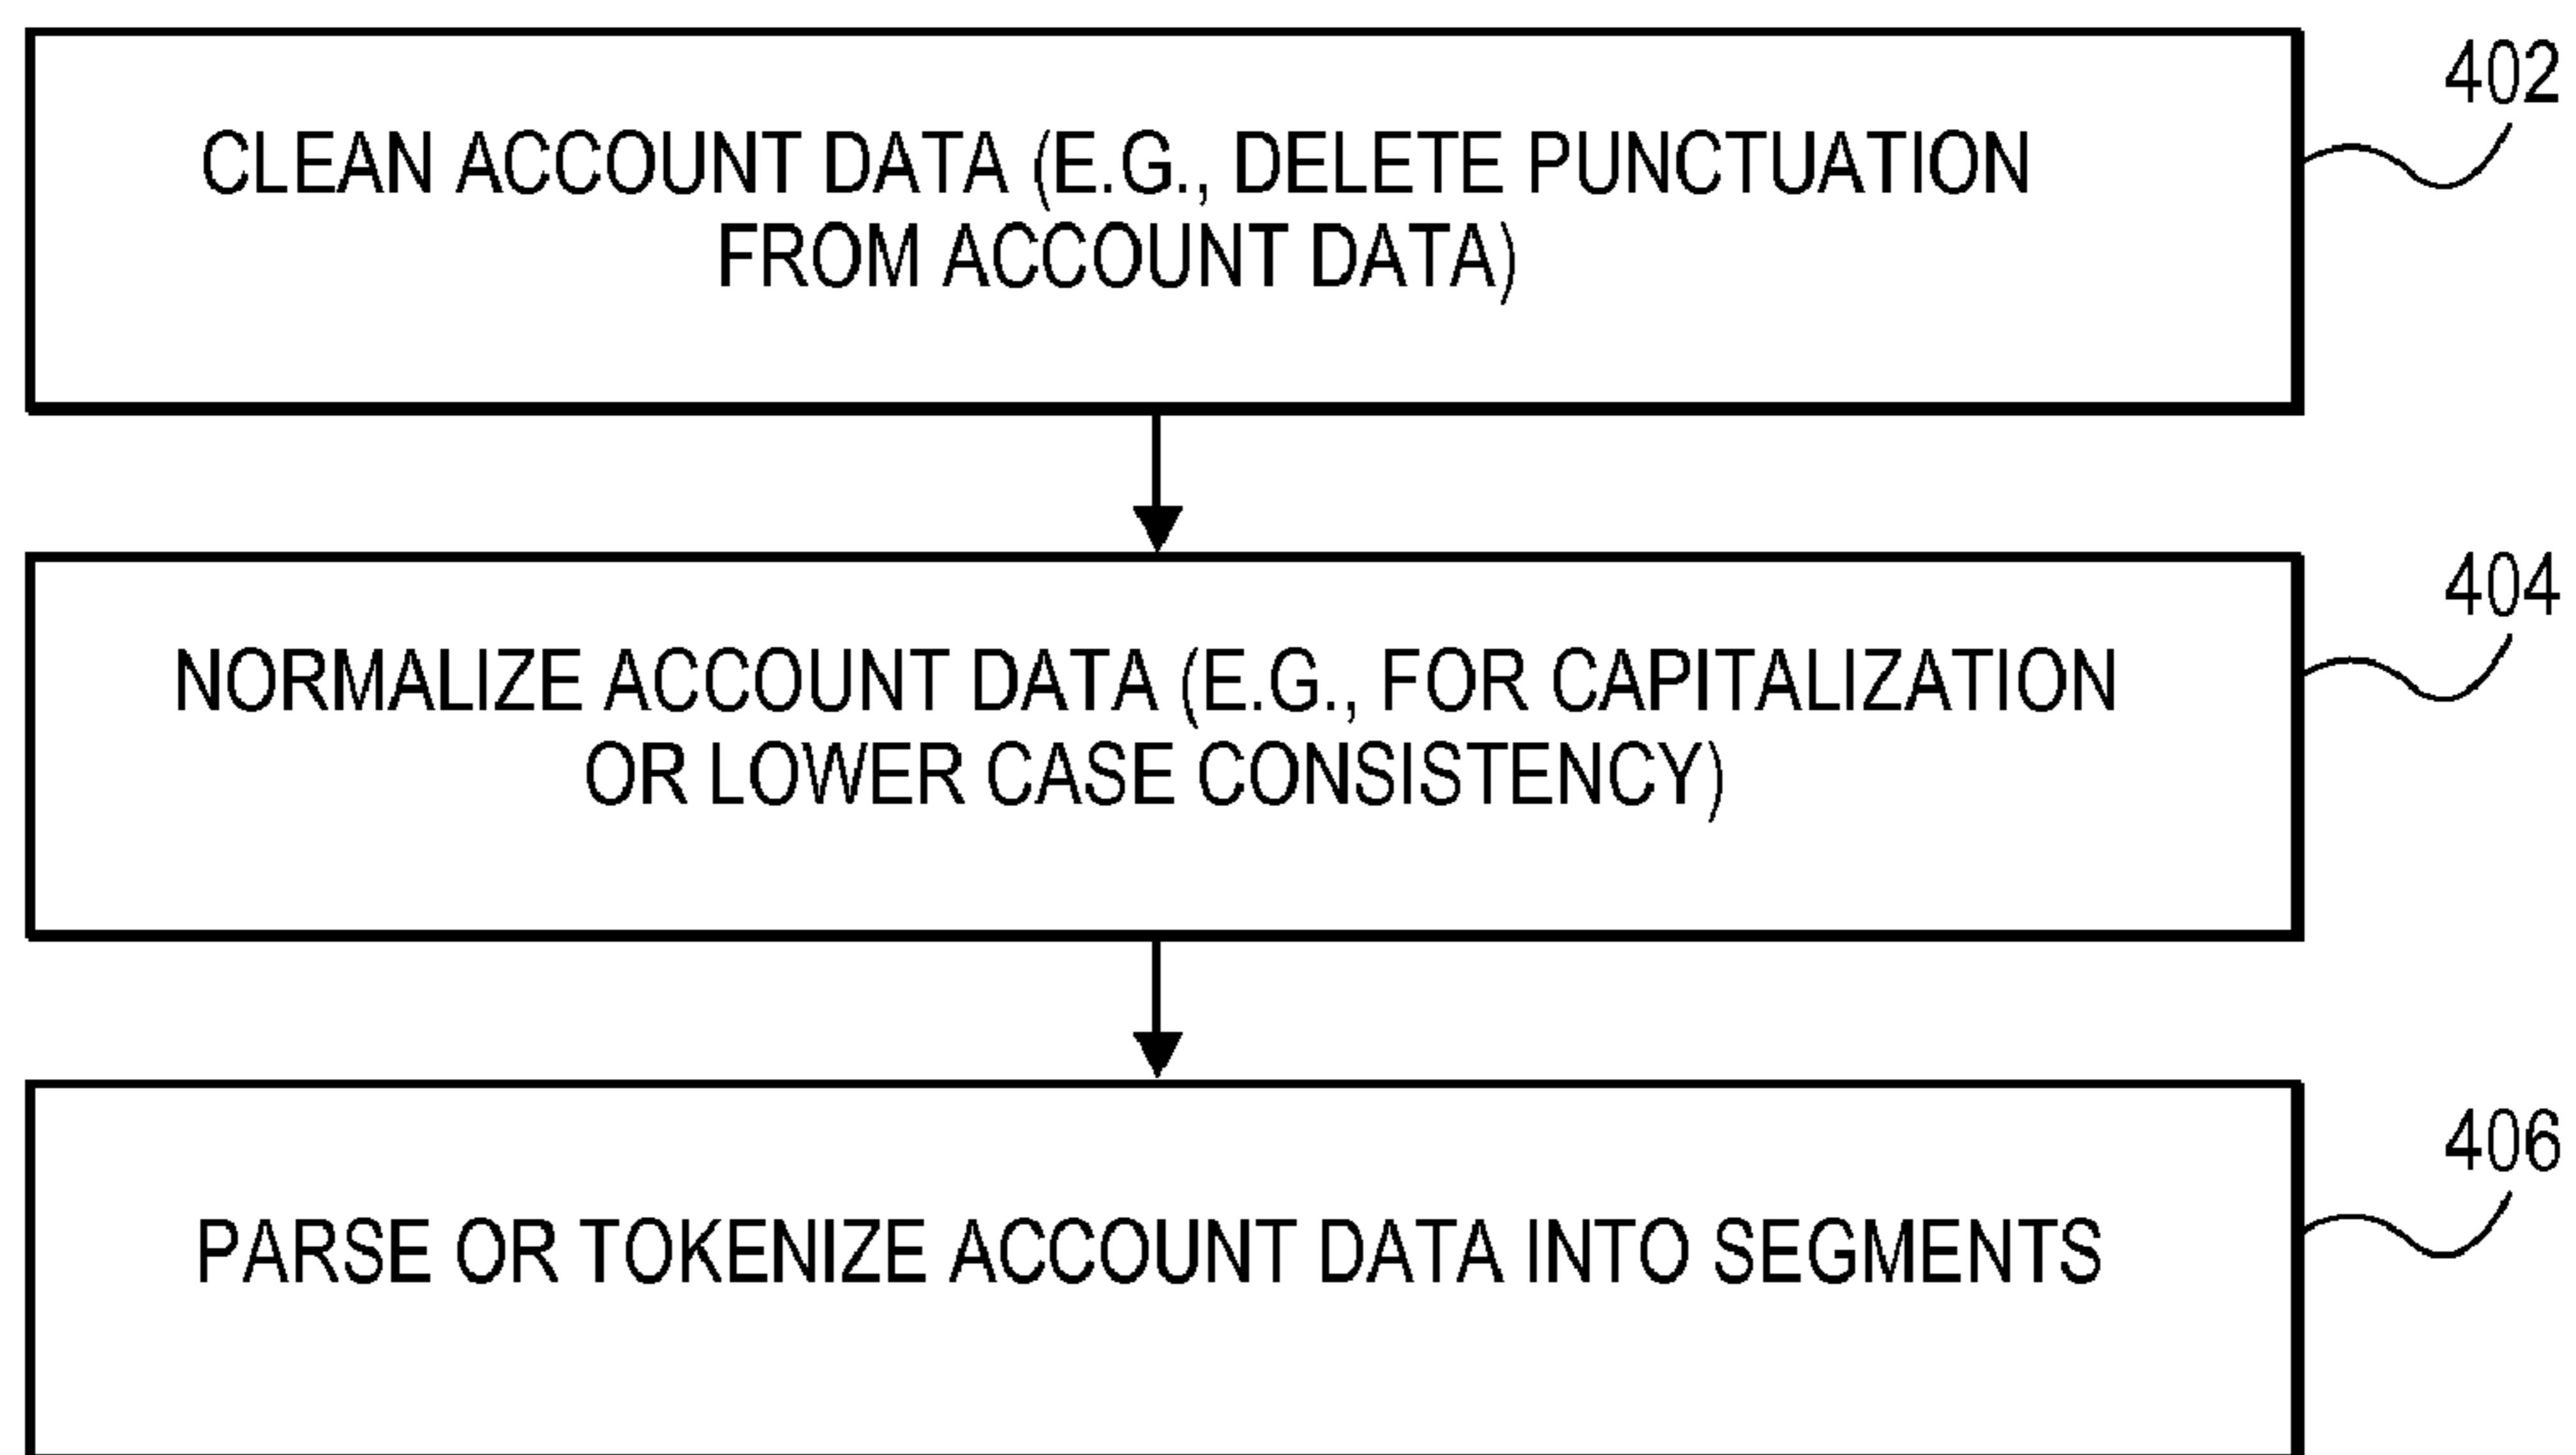 402
CLEAN ACCOUNT DATA (E.G., DELETE PUNCTUATION
FROM ACCOUNT DATA)
404
NORMALIZE ACCOUNT DATA (E.G., FOR CAPITALIZATION
OR LOWER CASE CONSISTENCY)
406
PARSE OR TOKENIZE ACCOUNT DATA INTO SEGMENTS